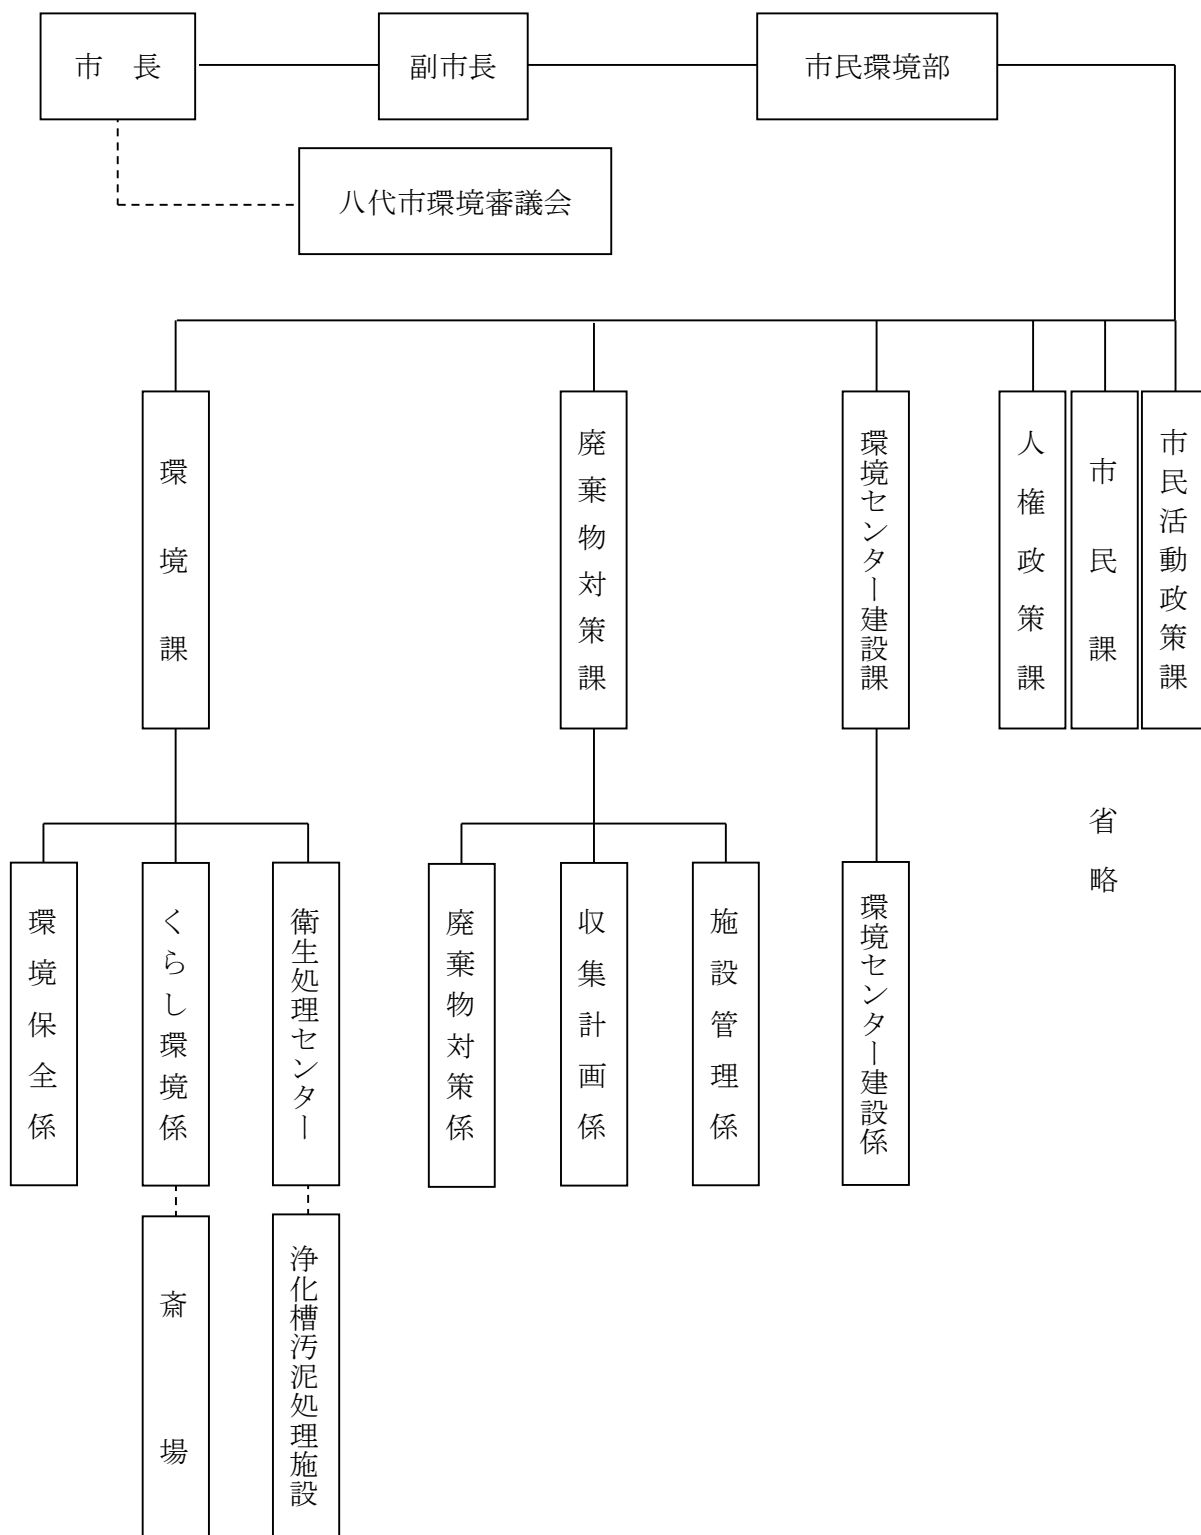 市　長
副市長
市民環境部
八代市環境審議会
環境課
廃棄物対策課
環境センター建設課
人権政策課
市民課
市民活動政策課
省略
環境保全係
くらし環境係
衛生処理センター
廃棄物対策係
収集計画係
施設管理係
環境センター建設係
斎場
浄化槽汚泥処理施設